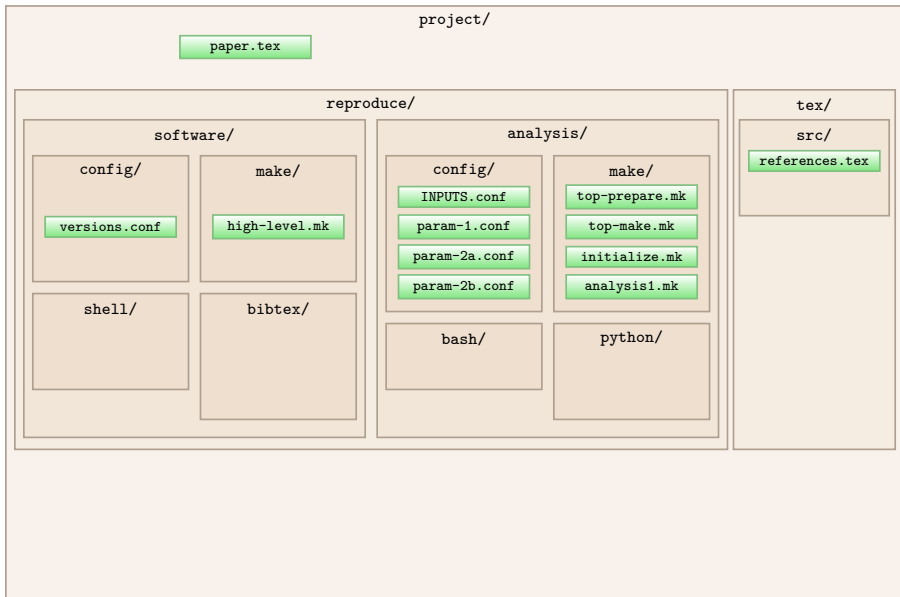 project/
paper.tex
reproduce/
software/
config/
versions.conf
make/
high-level.mk
shell/
bibtex/
analysis/
config/
INPUTS.conf
param-1.conf
param-2a.conf
param-2b.conf
make/
top-prepare.mk
top-make.mk
initialize.mk
analysis1.mk
bash/
python/
tex/
src/
references.tex